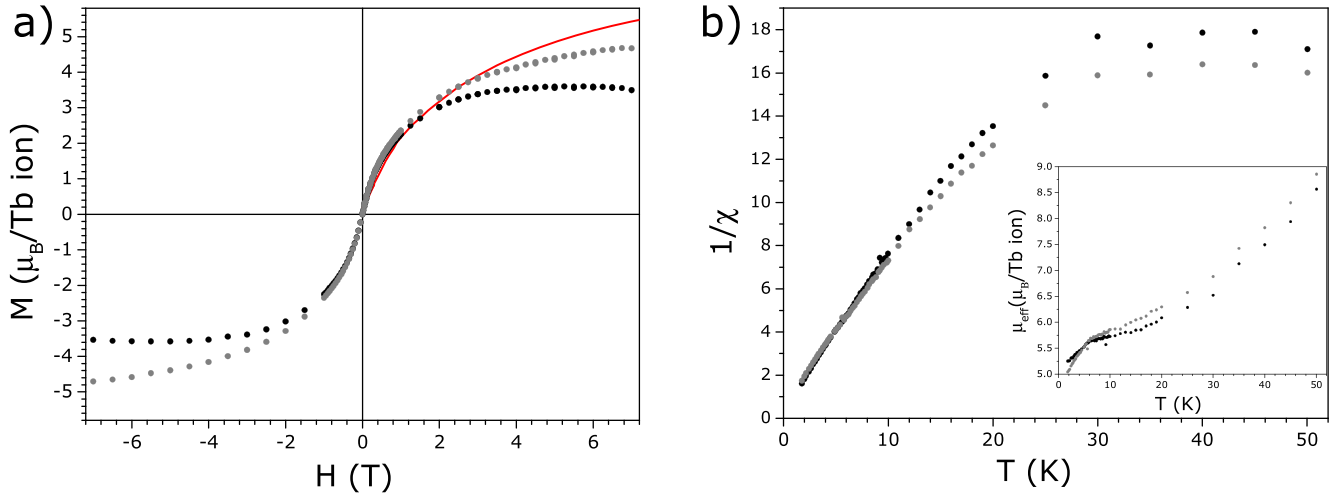 a)
M (μB/Tb ion)
5
4
3
2
1
0
-1
-2
-3
-4
-5
-6 -4 -2 0 2 4 6
H (T)
b)
1/χ
18
16
14
12
10
8
6
4
2
0
0 10 20 30 40 50
T (K)
μeff(μB/Tb ion)
9.0
8.5
8.0
7.5
7.0
6.5
6.0
5.5
5.0
0 10 20 30 40 50
T (K)